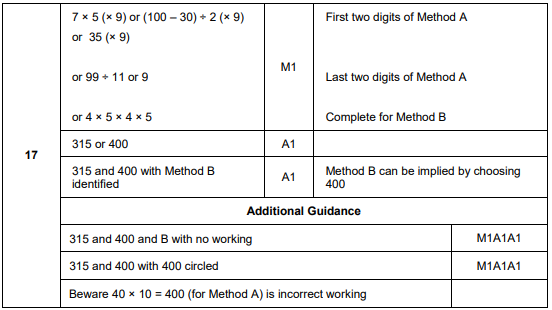 7 × 5 (× 9) or (100 – 30) ÷ 2 (× 9)
or 35 (× 9)
or 99 ÷ 11 or 9
or 4 × 5 × 4 × 5
M1
First two digits of Method A
Last two digits of Method A
Complete for Method B
17
315 or 400
A1
315 and 400 with Method B
identified
A1
Method B can be implied by choosing
400
Additional Guidance
315 and 400 and B with no working
M1A1A1
315 and 400 with 400 circled
M1A1A1
Beware 40 × 10 = 400 (for Method A) is incorrect working